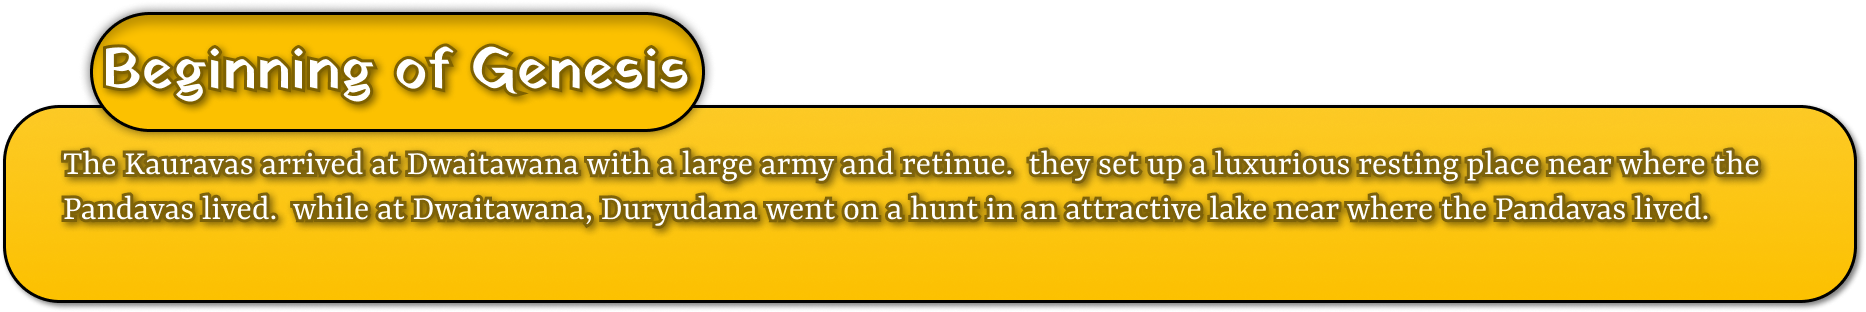 Beginning of Genesis
The Kauravas arrived at Dwaitawana with a large army and retinue.  they set up a luxurious resting place near where the
Pandavas lived.  while at Dwaitawana, Duryudana went on a hunt in an attractive lake near where the Pandavas lived.